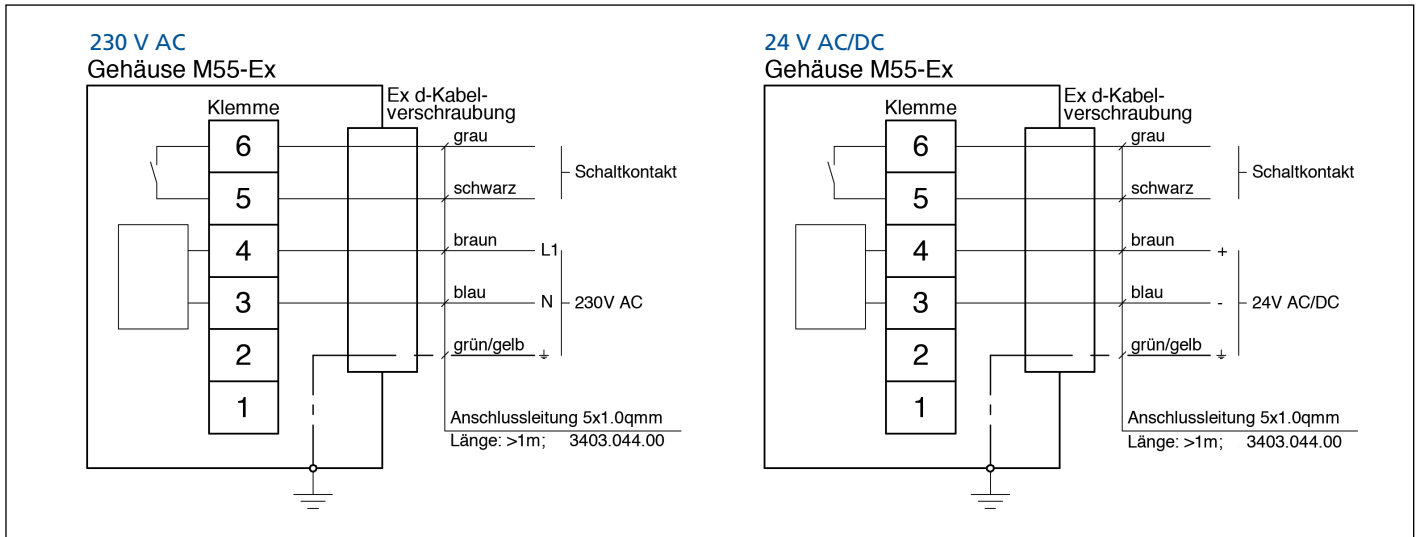 230 V AC
Gehäuse M55-Ex
Klemme
Ex d-Kabel-
verschraubung
6
grau
5
schwarz
Schaltkontakt
4
braun
L1
3
blau
N
230V AC
2
grün/gelb
1
Anschlussleitung 5x1.0qmm
Länge: >1m; 3403.044.00
24 V AC/DC
Gehäuse M55-Ex
Klemme
Ex d-Kabel-
verschraubung
6
grau
5
schwarz
Schaltkontakt
4
braun
+
3
blau
-
24V AC/DC
2
grün/gelb
1
Anschlussleitung 5x1.0qmm
Länge: >1m; 3403.044.00